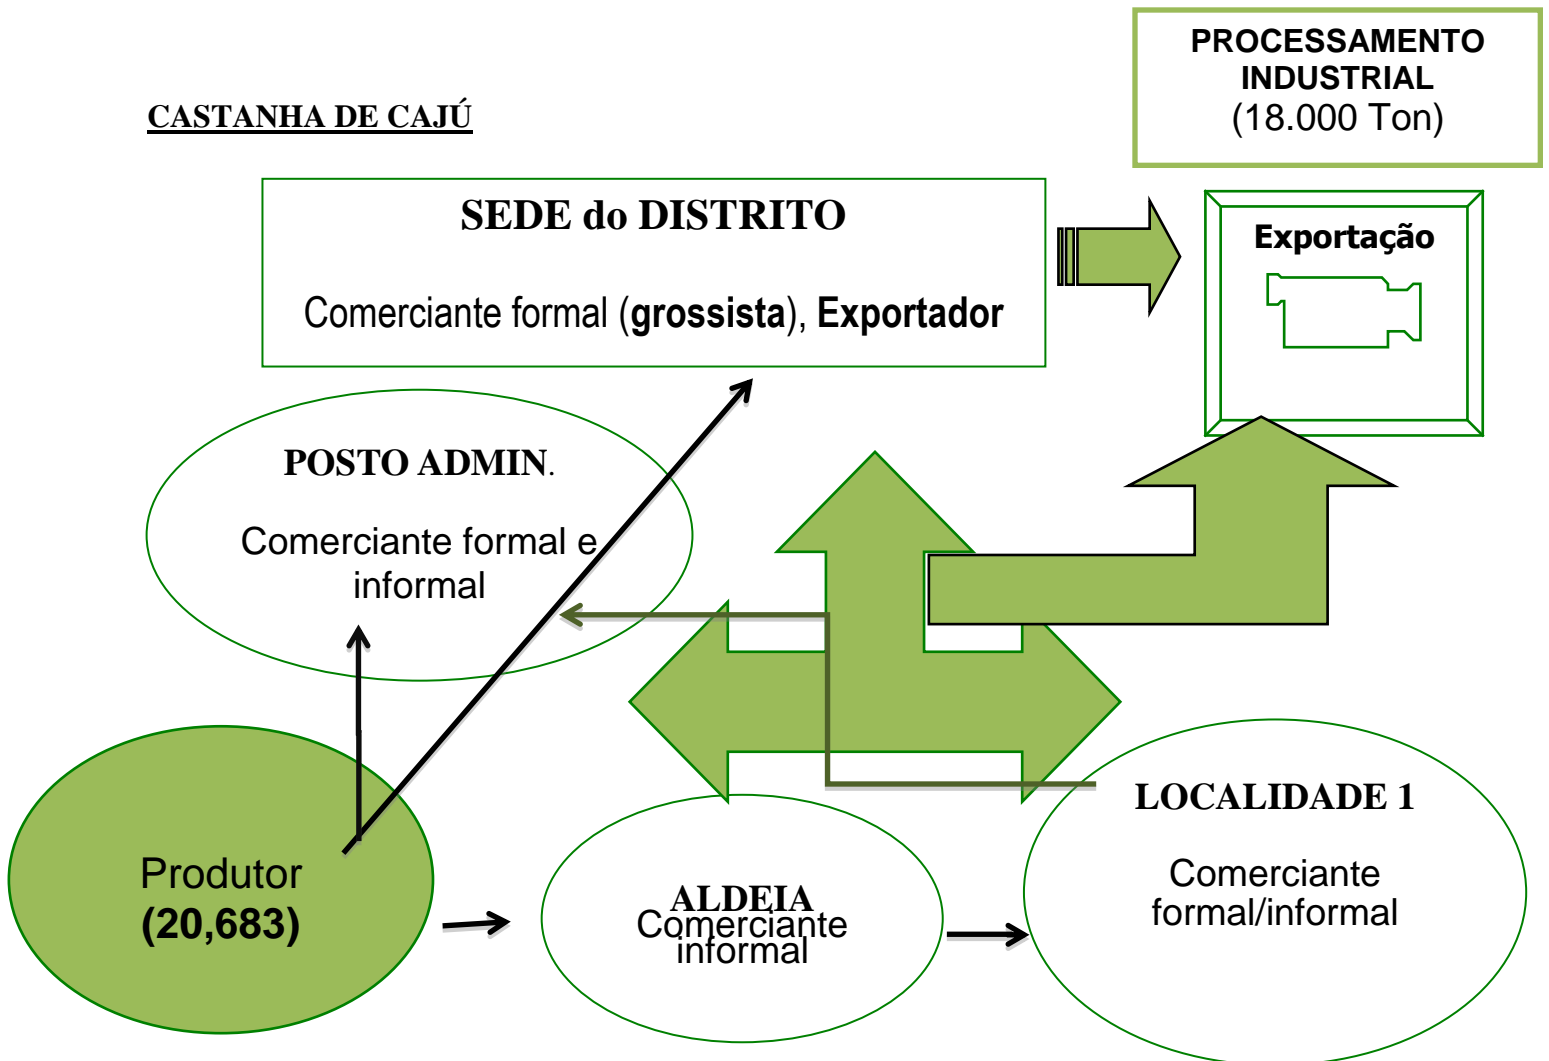 CASTANHA DE CAJÚ
PROCESSAMENTO
INDUSTRIAL
(18.000 Ton)
SEDE do DISTRITO
Comerciante formal (grossista), Exportador
Exportação
POSTO ADMIN.
Comerciante formal e
informal
Produtor
(20,683)
ALDEIA
Comerciante
informal
LOCALIDADE 1
Comerciante
formal/informal